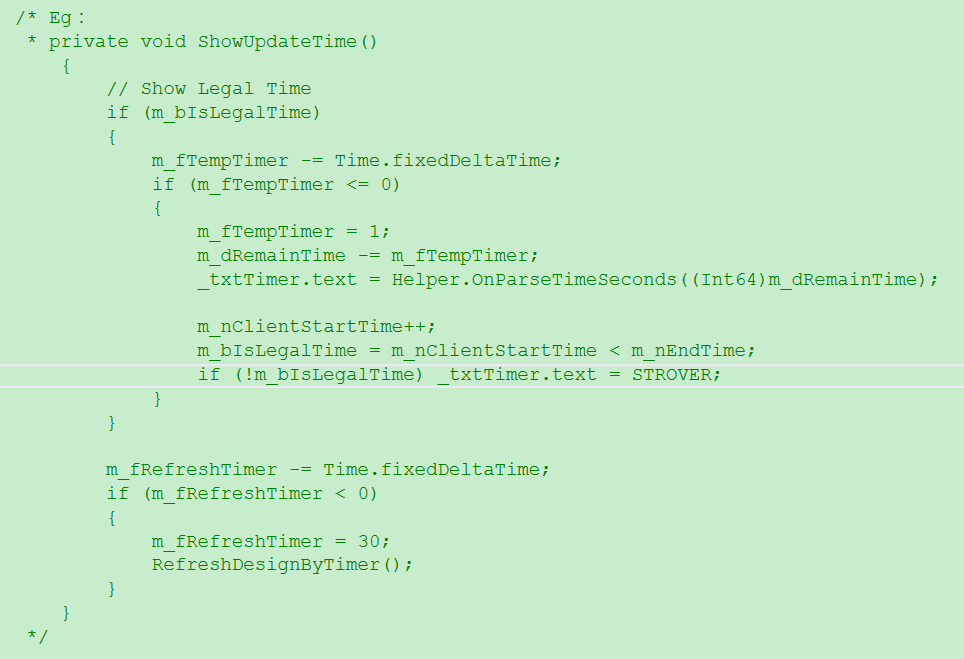 /* Eg：
 * private void ShowUpdateTime()
    {
        // Show Legal Time
        if (m_bIsLegalTime)
        {
            m_fTempTimer -= Time.fixedDeltaTime;
            if (m_fTempTimer <= 0)
            {
                m_fTempTimer = 1;
                m_dRemainTime -= m_fTempTimer;
                _txtTimer.text = Helper.OnParseTimeSeconds((Int64)m_dRemainTime);

                m_nClientStartTime++;
                m_bIsLegalTime = m_nClientStartTime < m_nEndTime;
                if (!m_bIsLegalTime) _txtTimer.text = STROVER;
            }
        }

        m_fRefreshTimer -= Time.fixedDeltaTime;
        if (m_fRefreshTimer < 0)
        {
            m_fRefreshTimer = 30;
            RefreshDesignByTimer();
        }
    }
 */